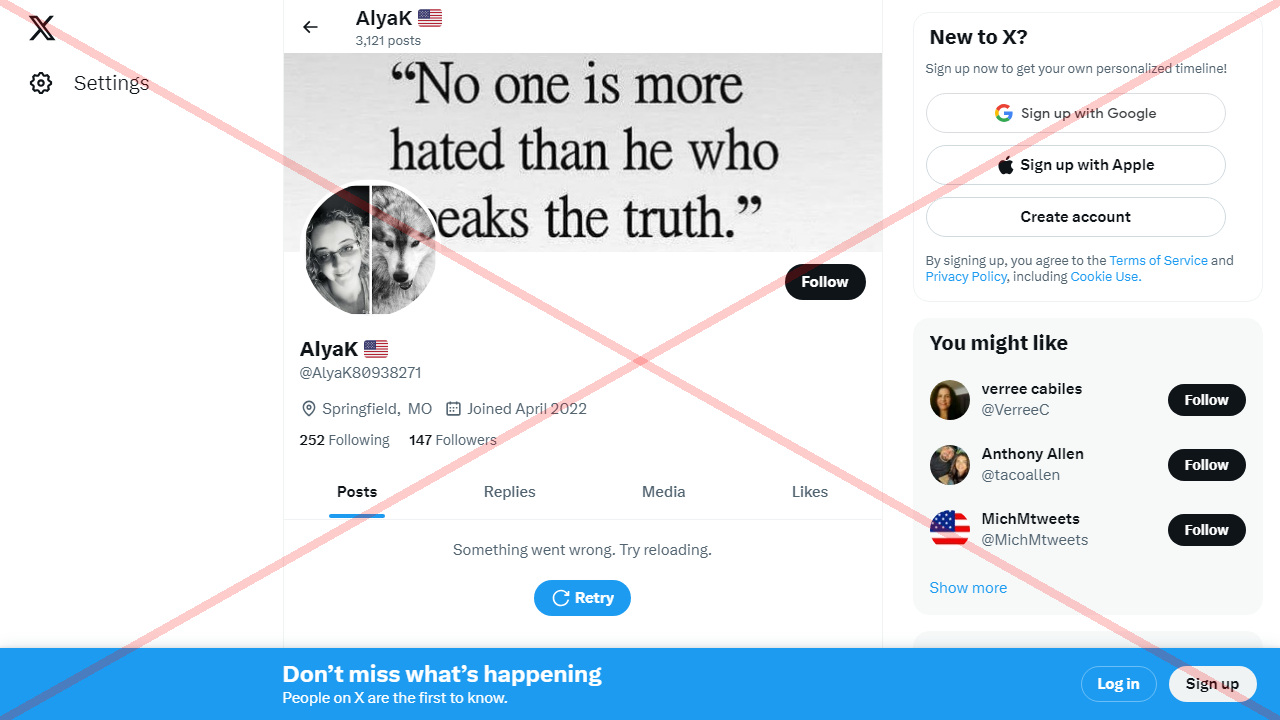 Settings
AlyaK
3,121 posts
“No one is more
hated than he who
eaks the truth.”
Follow
AlyaK
@AlyaK80938271
Springfield, MO Joined April 2022
252 Following 147 Followers
Posts Replies Media Likes
Something went wrong. Try reloading.
Retry
New to X?
Sign up now to get your own personalized timeline!
Sign up with Google
Sign up with Apple
Create account
By signing up, you agree to the Terms of Service and
Privacy Policy, including Cookie Use.
You might like
verree cabiles
@VerreeC
Follow
Anthony Allen
@tacoallen
Follow
MichMtweets
@MichMtweets
Follow
Show more
Don’t miss what’s happening
People on X are the first to know.
Log in
Sign up